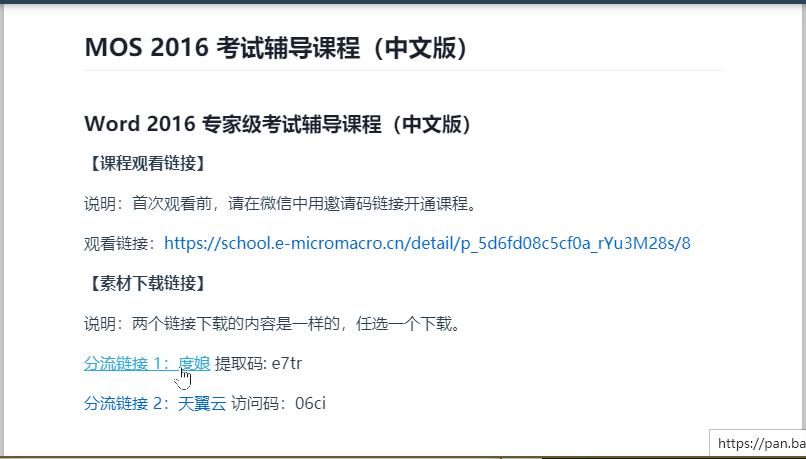 MOS 2016 考试辅导课程（中文版）
Word 2016 专家级考试辅导课程（中文版）
【课程观看链接】
说明：首次观看前，请在微信中用邀请码链接开通课程。
观看链接：https://school.e-micromacro.cn/detail/p_5d6fd08c5cf0a_rYu3M28s/8
【素材下载链接】
说明：两个链接下载的内容是一样的，任选一个下载。
分流链接 1：度娘 提取码: e7tr
分流链接 2：天翼云 访问码：06ci
https://pan.ba